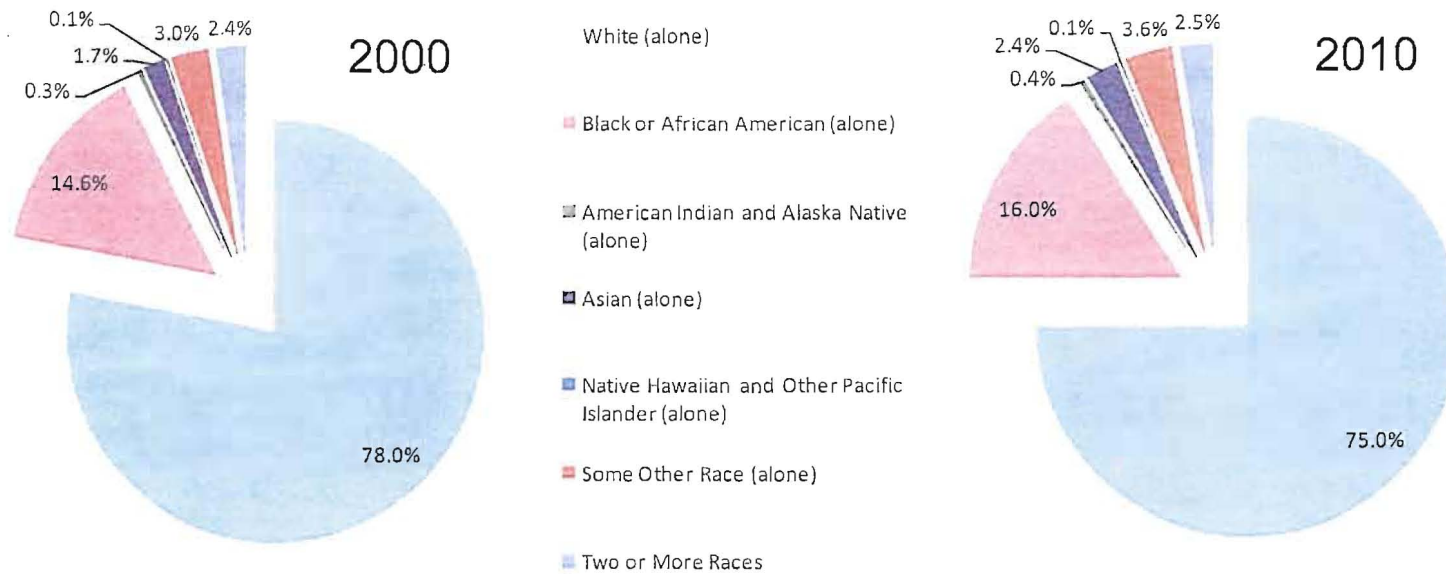 2000
0.1%
3.0%
2.4%
1.7%
0.3%
14.6%
78.0%
White (alone)
Black or African American (alone)
American Indian and Alaska Native
(alone)
Asian (alone)
Native Hawaiian and Other Pacific
Islander (alone)
Some Other Race (alone)
Two or More Races
2010
0.1%
3.6%
2.5%
2.4%
0.4%
16.0%
75.0%